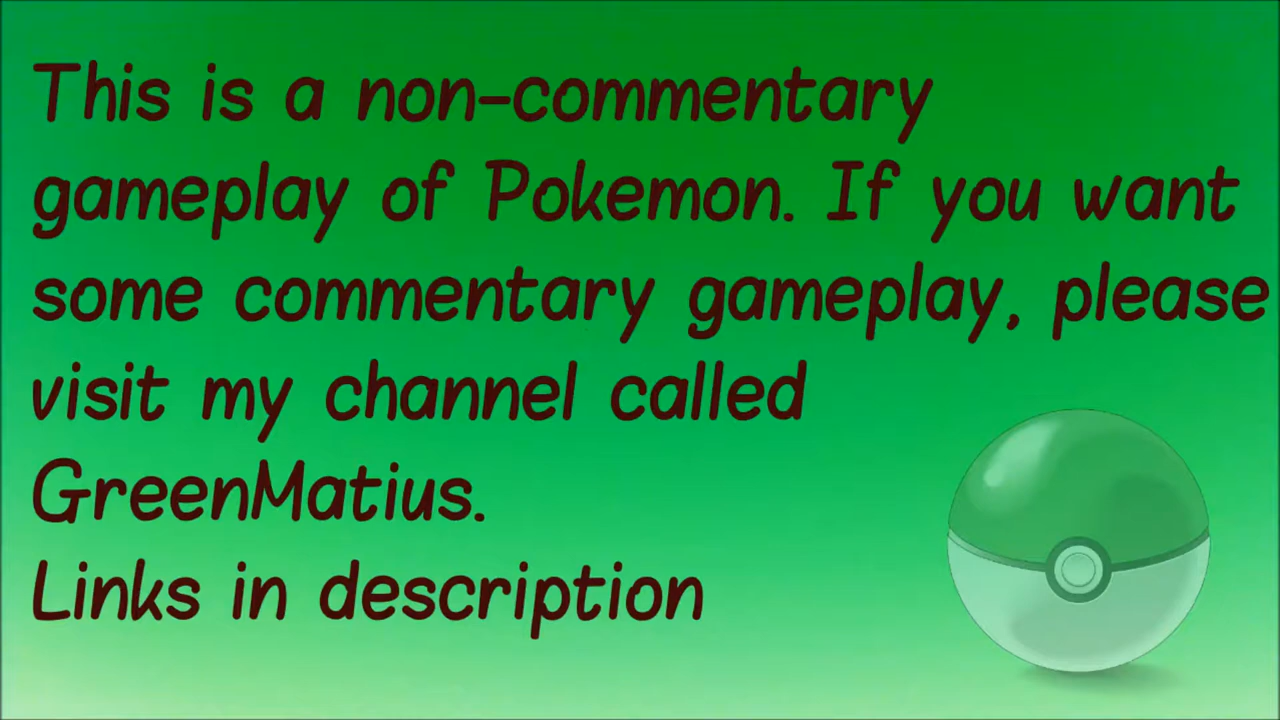 This is a non-commentary
gameplay of Pokemon. If you want
some commentary gameplay, please
visit my channel called
GreenMatius.
Links in description